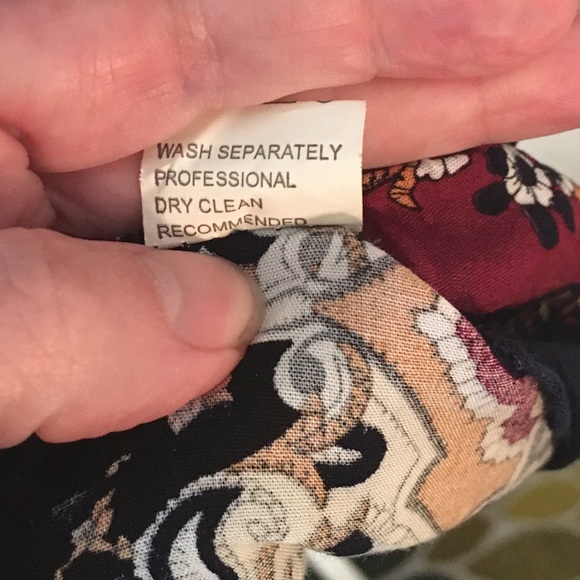 WASH SEPARATELY
PROFESSIONAL
DRY CLEAN
RECOMMENDED